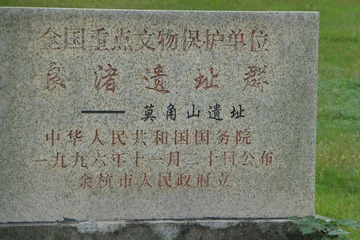 全国重点文物保护单位
良渚遗址群
—— 莫角山遗址
中华人民共和国国务院
一九九六年十一月二十日公布
余杭市人民政府立